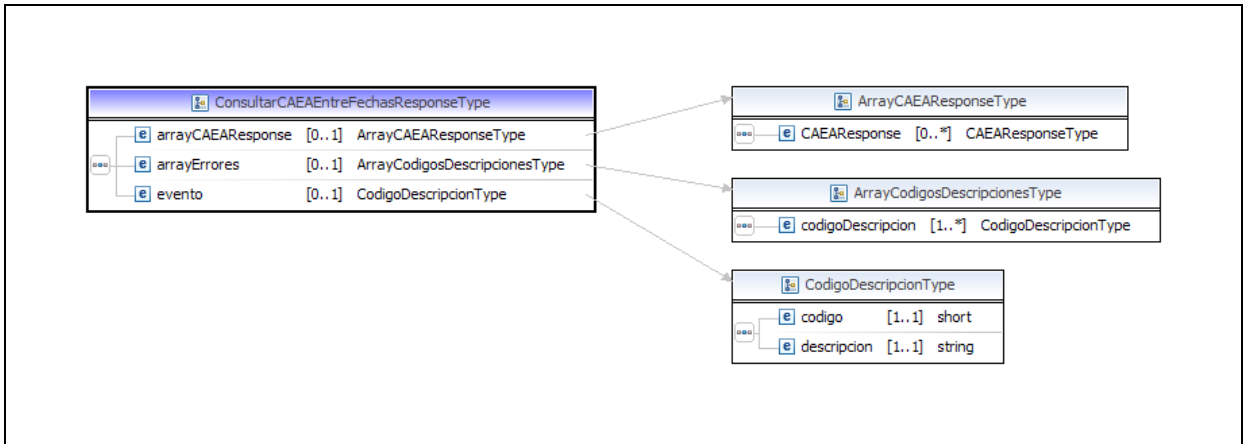 ConsultarCAEAEntreFechasResponseType
arrayCAEAResponse [0..1] ArrayCAEAResponseType
arrayErrores [0..1] ArrayCodigosDescripcionesType
evento [0..1] CodigoDescripcionType
ArrayCAEAResponseType
CAEAResponse [0..*] CAEAResponseType
ArrayCodigosDescripcionesType
codigoDescripcion [1..*] CodigoDescripcionType
CodigoDescripcionType
codigo [1..1] short
descripcion [1..1] string